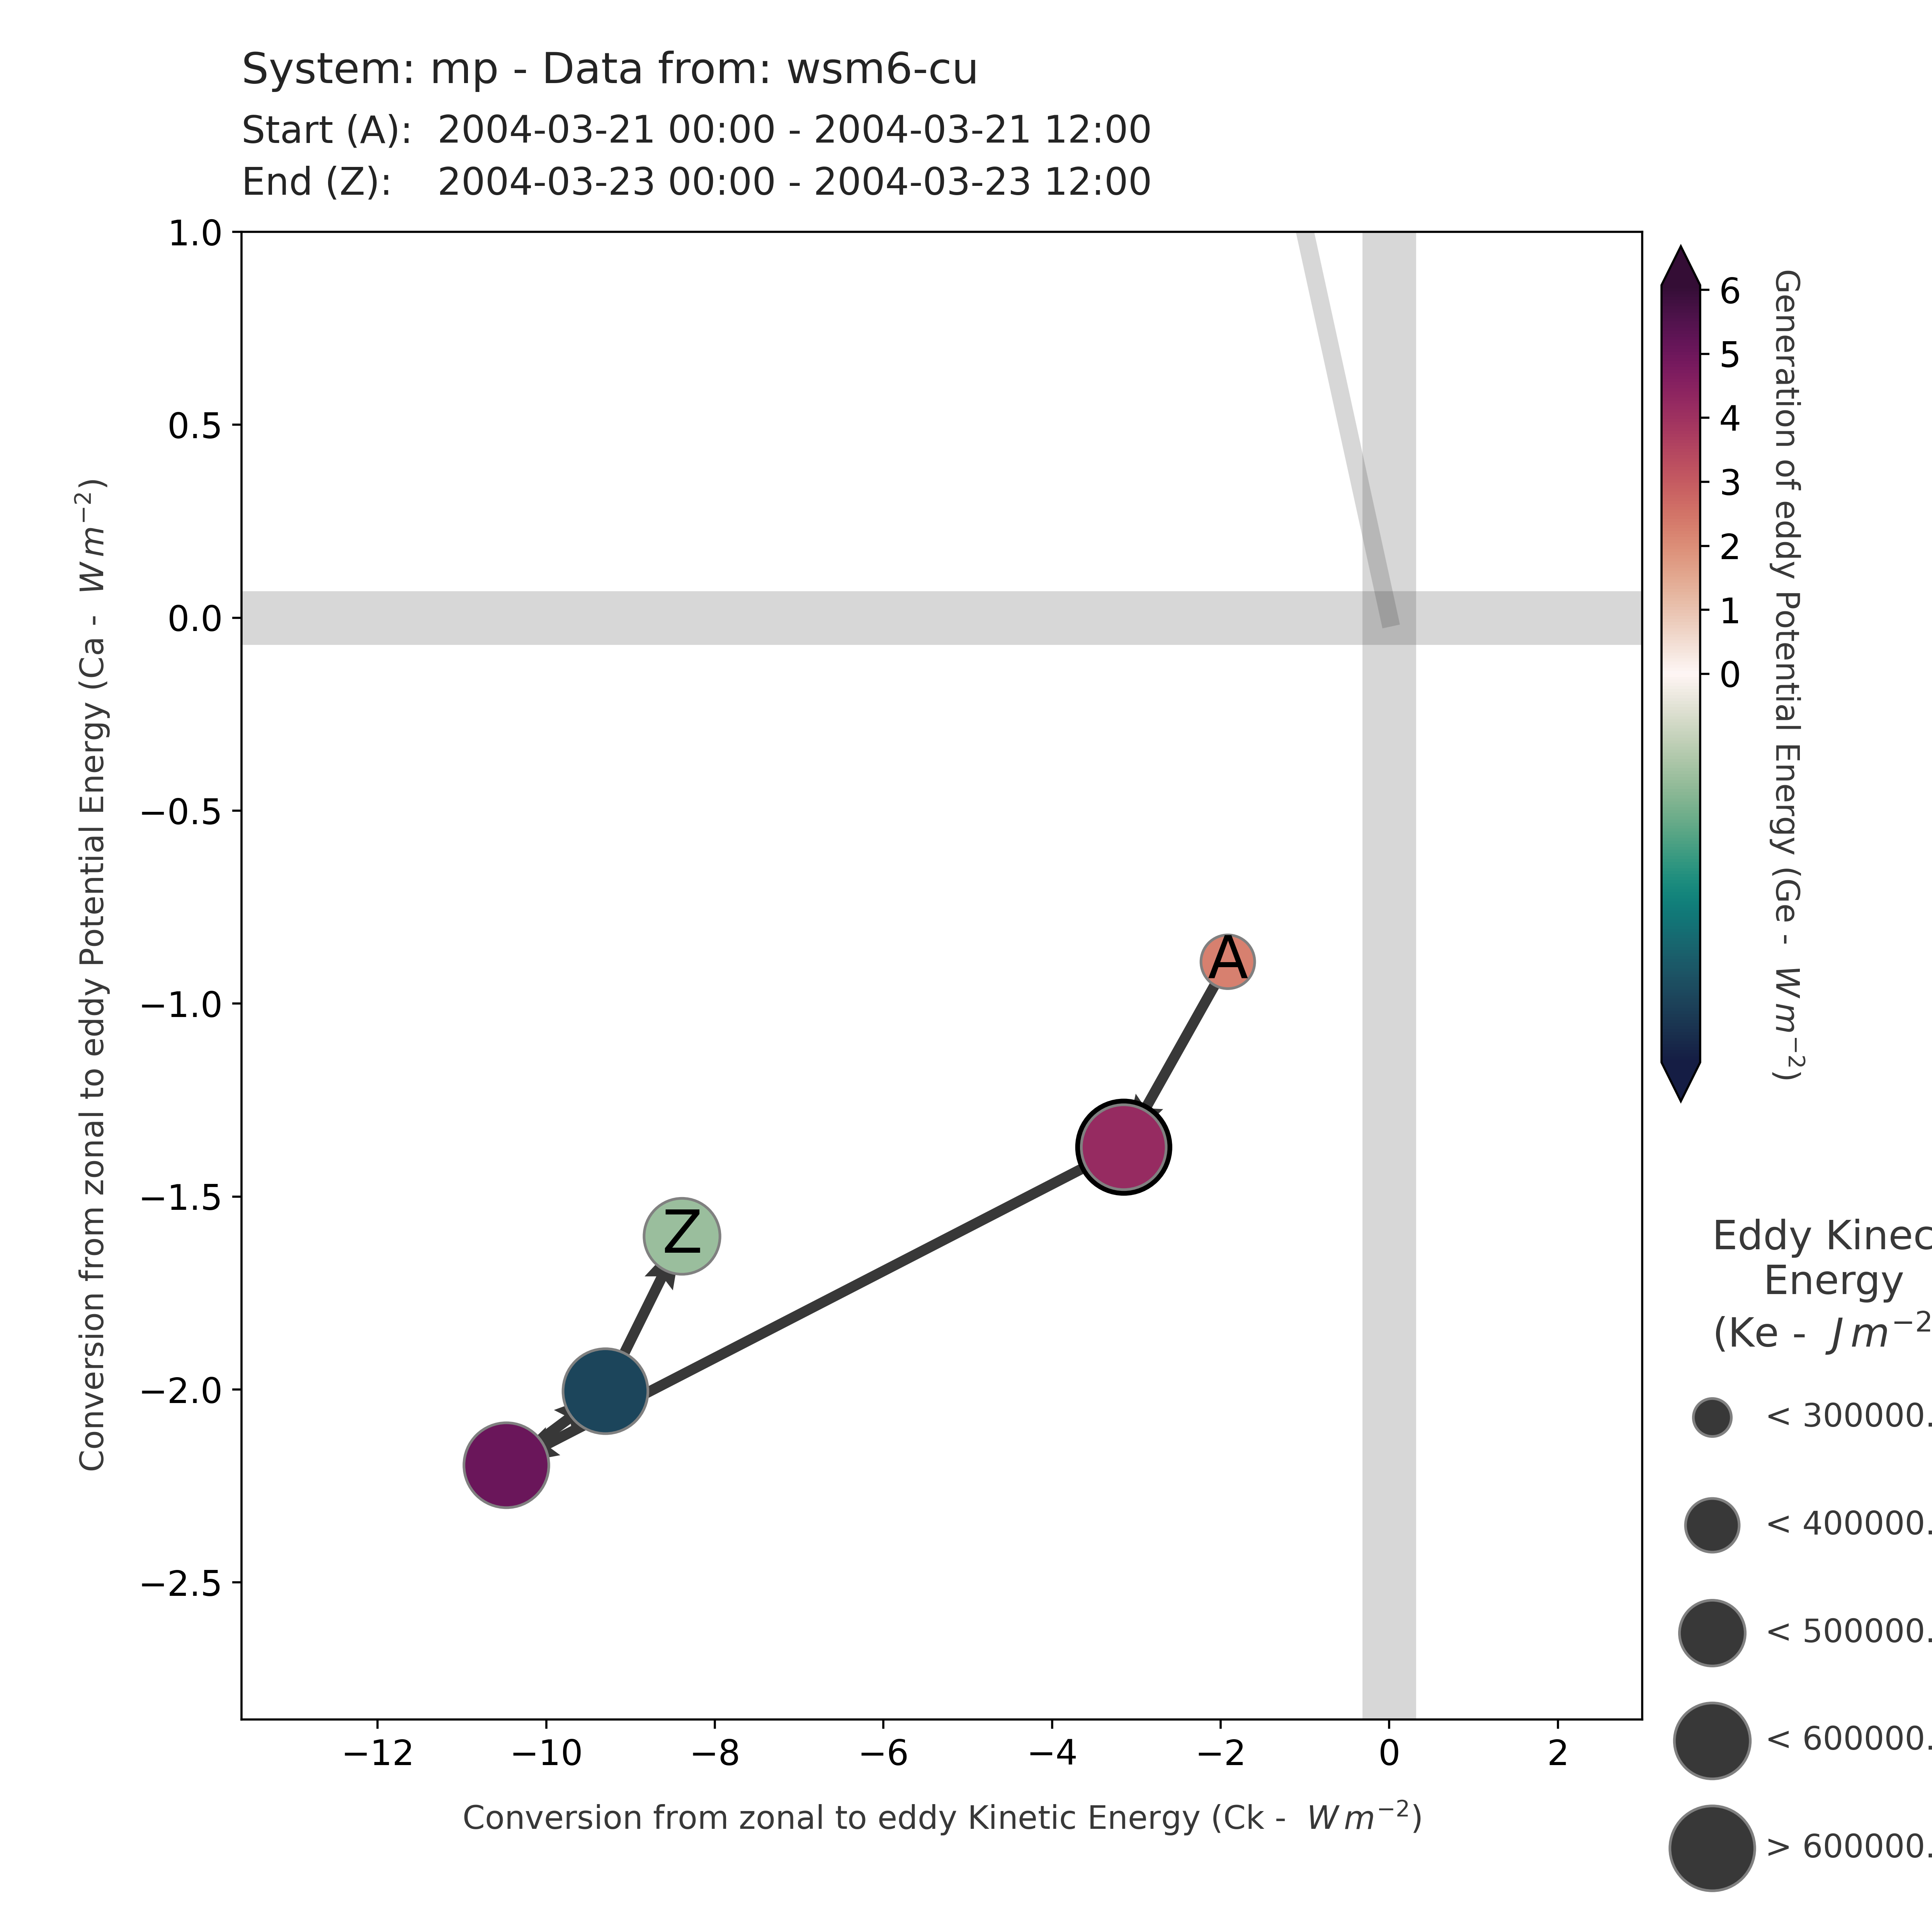 System: mp - Data from: wsm6-cu
Start (A): 2004-03-21 00:00 - 2004-03-21 12:00
End (Z): 2004-03-23 00:00 - 2004-03-23 12:00
1.0
0.5
0.0
−0.5
−1.0
−1.5
−2.0
−2.5
Conversion from zonal to eddy Potential Energy (Ca - W m⁻²)
A
Z
−12
−10
−8
−6
−4
−2
0
2
Conversion from zonal to eddy Kinetic Energy (Ck - W m⁻²)
6
5
4
3
2
1
0
Generation of eddy Potential Energy (Ge - W m⁻²)
Eddy Kinec
Energy
(Ke - J m⁻²
< 300000.
< 400000.
< 500000.
< 600000.
> 600000.